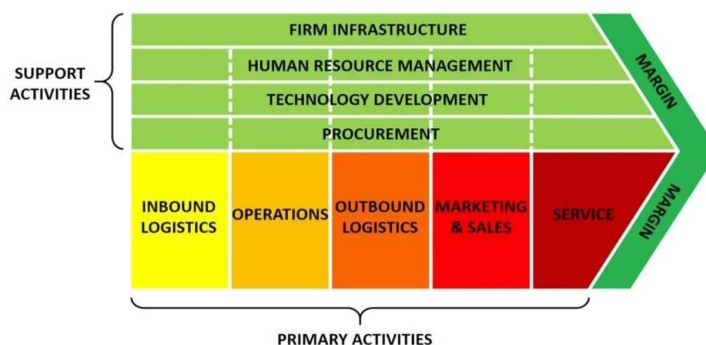 FIRM INFRASTRUCTURE
HUMAN RESOURCE MANAGEMENT
TECHNOLOGY DEVELOPMENT
PROCUREMENT
SUPPORT
ACTIVITIES
MARGIN
MARGIN
INBOUND
LOGISTICS
OPERATIONS
OUTBOUND
LOGISTICS
MARKETING
& SALES
SERVICE
PRIMARY ACTIVITIES